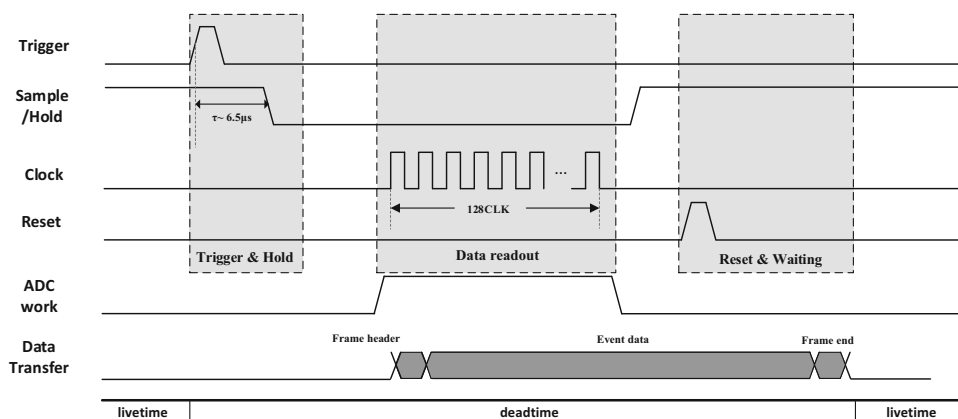 Trigger
Sample
/Hold
τ~ 6.5μs
Clock
...
128CLK
Reset
Trigger & Hold
Data readout
Reset & Waiting
ADC
work
Data
Transfer
Frame header
Event data
Frame end
livetime
deadtime
livetime